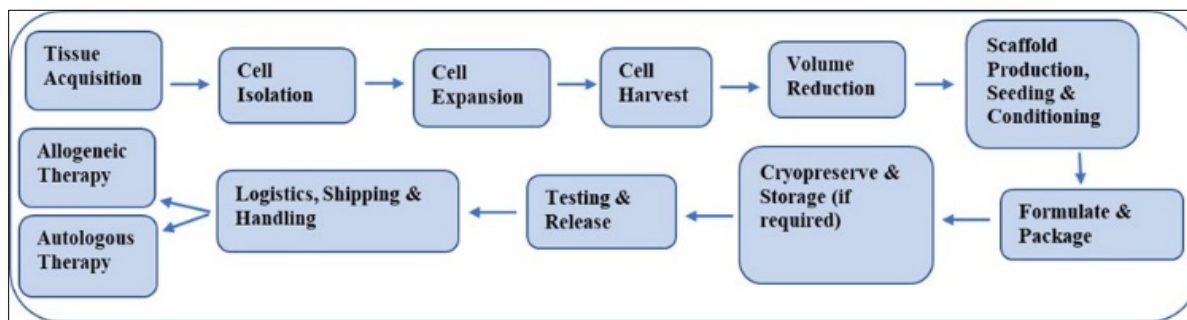 Tissue
Acquisition
Cell
Isolation
Cell
Expansion
Cell
Harvest
Volume
Reduction
Scaffold
Production,
Seeding &
Conditioning
Formulate &
Package
Cryopreserve &
Storage (if
required)
Testing &
Release
Logistics, Shipping &
Handling
Allogeneic
Therapy
Autologous
Therapy